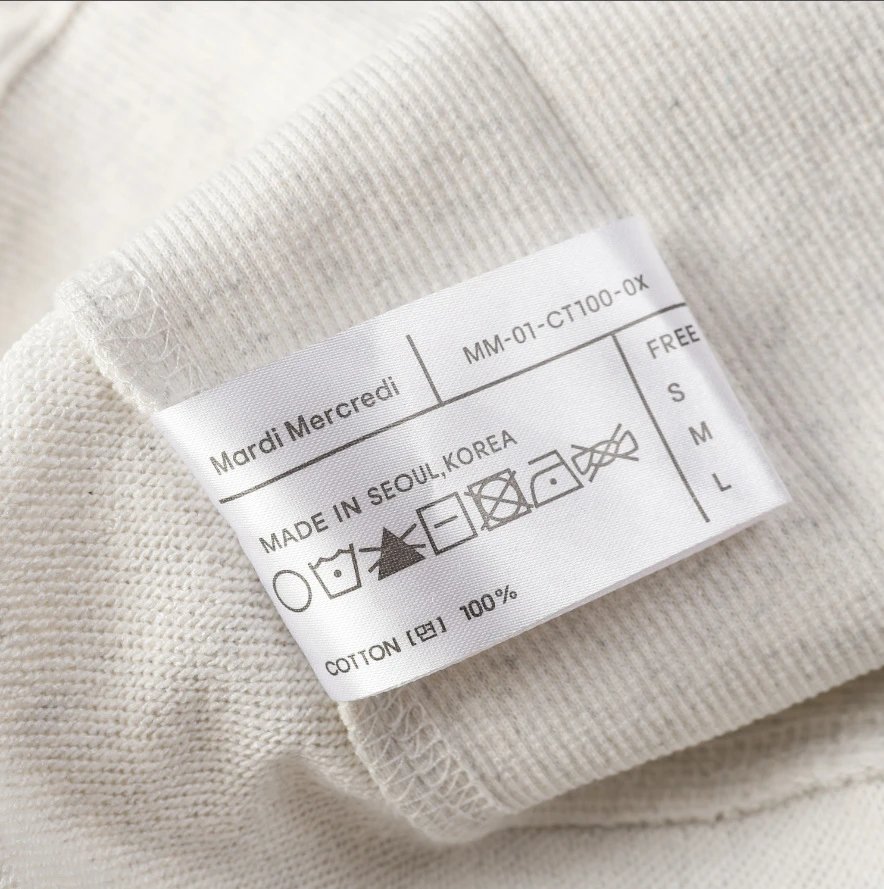 Mardi Mercredi
MM-01-CT100-0X
MADE IN SEOUL,KOREA
COTTON [면] 100%
FREE
S
M
L